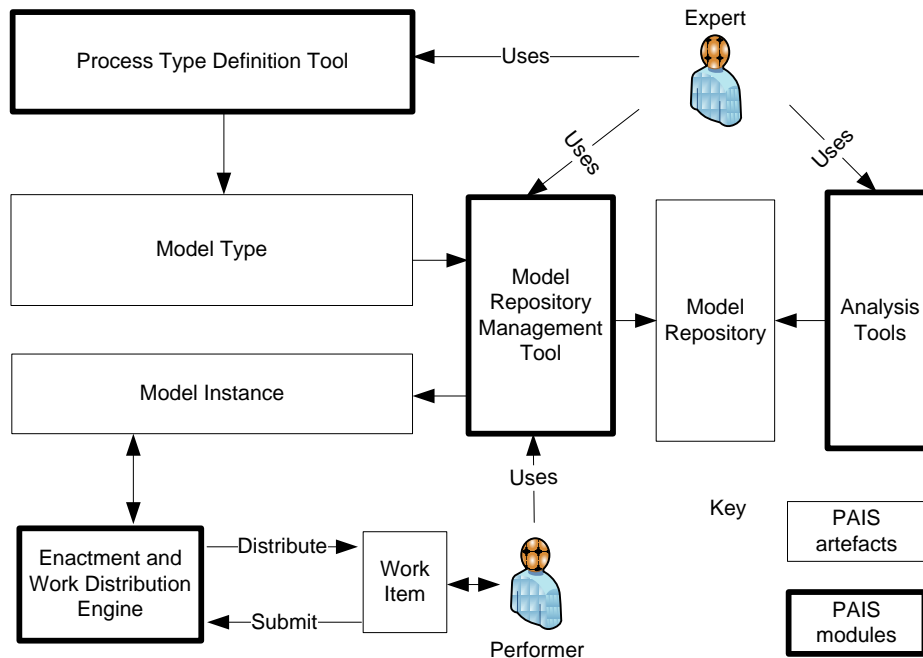 Expert
Process Type Definition Tool
Uses
Uses
Uses
Model Type
Model
Repository
Management
Tool
Model
Repository
Analysis
Tools
Model Instance
Uses
Key
PAIS
artefacts
Enactment and
Work Distribution
Engine
Distribute
Submit
Work
Item
Performer
PAIS
modules